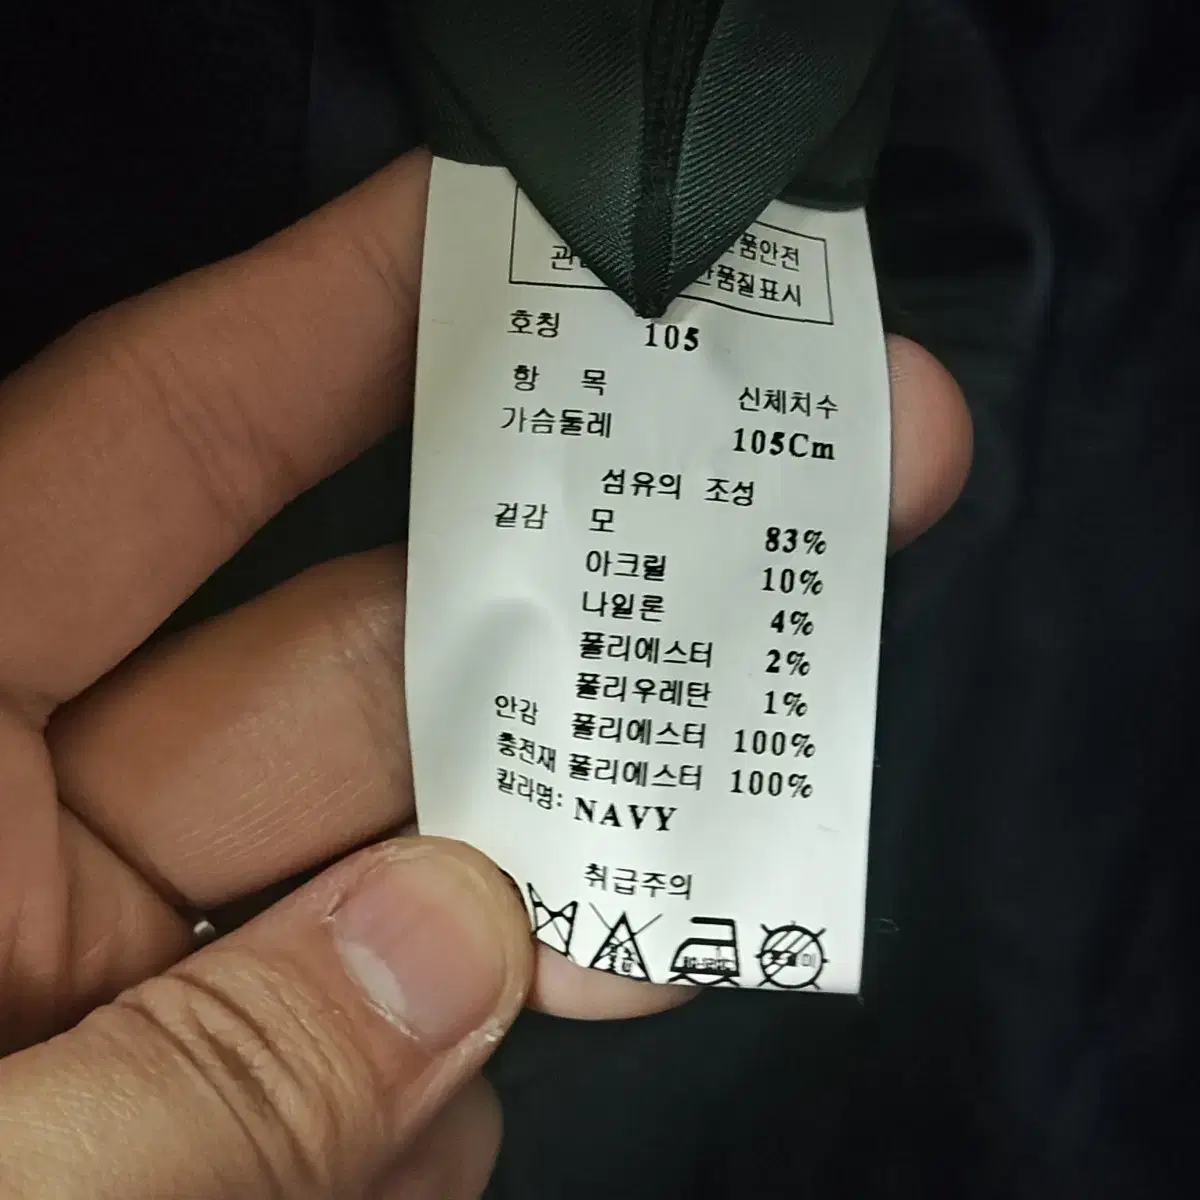 품안전
품질표시
호칭 105
항 목 신체치수
가슴둘레 105Cm
섬유의 조성
겉감 모 83%
아크릴 10%
나일론 4%
폴리에스터 2%
폴리우레탄 1%
안감 폴리에스터 100%
충전재 폴리에스터 100%
칼라명: NAVY
취급주의